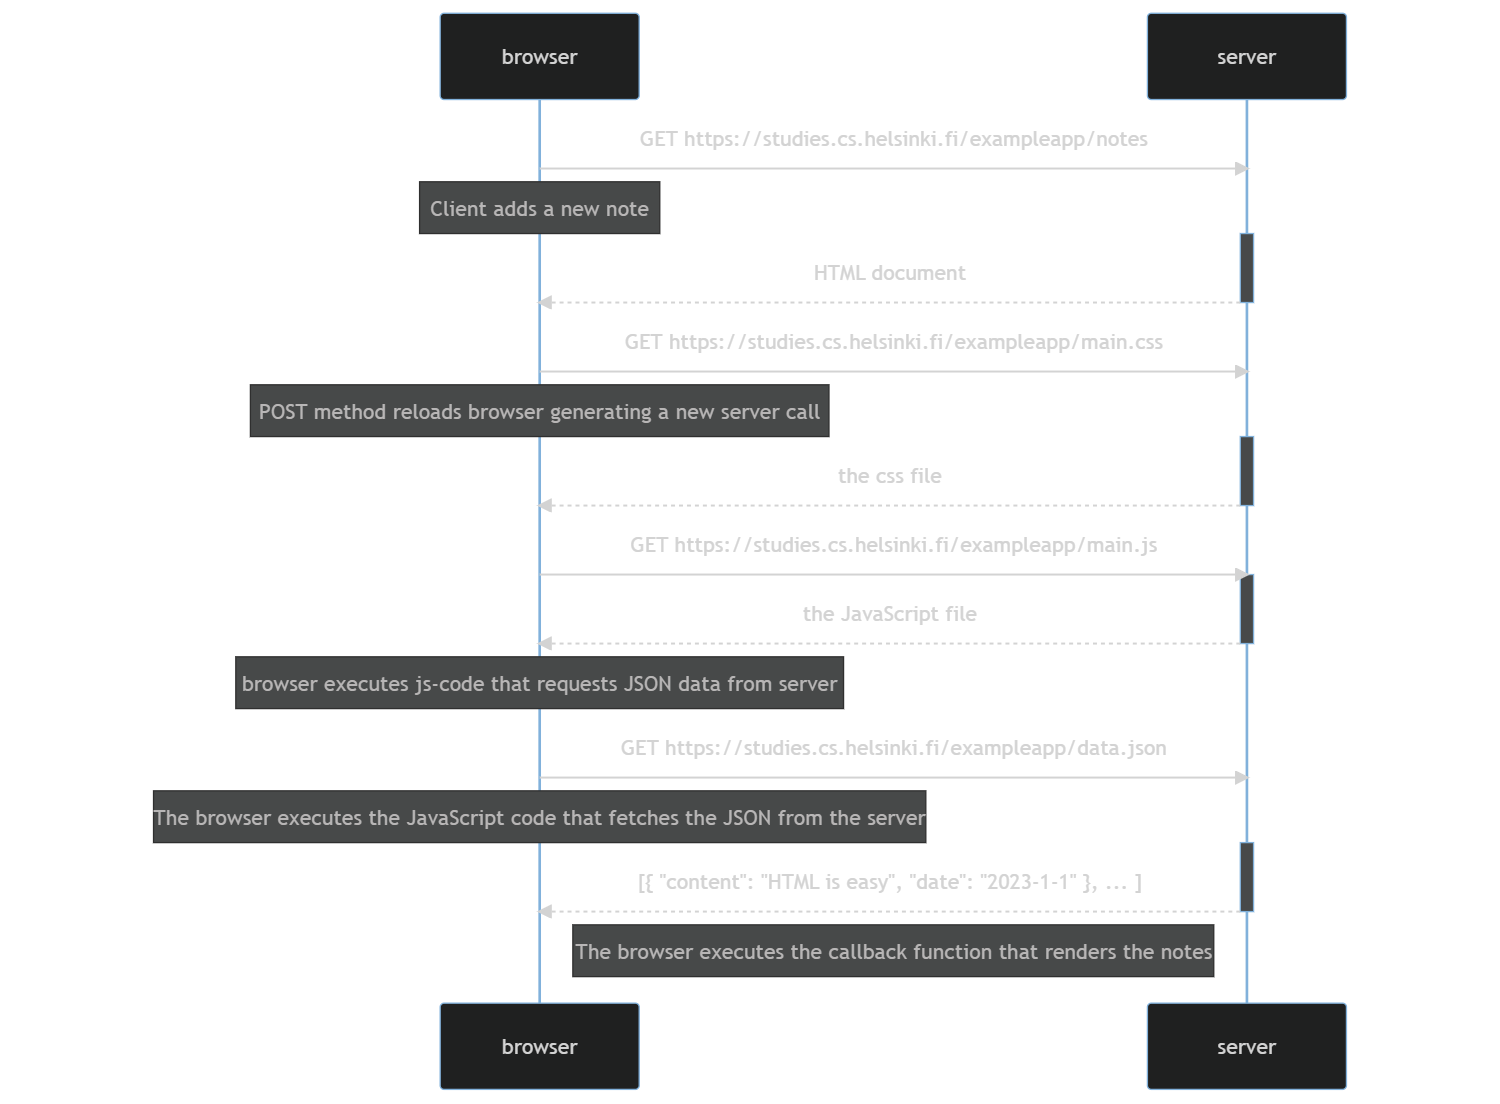 browser
server
GET https://studies.cs.helsinki.fi/exampleapp/notes
Client adds a new note
HTML document
GET https://studies.cs.helsinki.fi/exampleapp/main.css
POST method reloads browser generating a new server call
the css file
GET https://studies.cs.helsinki.fi/exampleapp/main.js
the JavaScript file
browser executes js-code that requests JSON data from server
GET https://studies.cs.helsinki.fi/exampleapp/data.json
The browser executes the JavaScript code that fetches the JSON from the server
[{ "content": "HTML is easy", "date": "2023-1-1" }, ... ]
The browser executes the callback function that renders the notes
browser
server